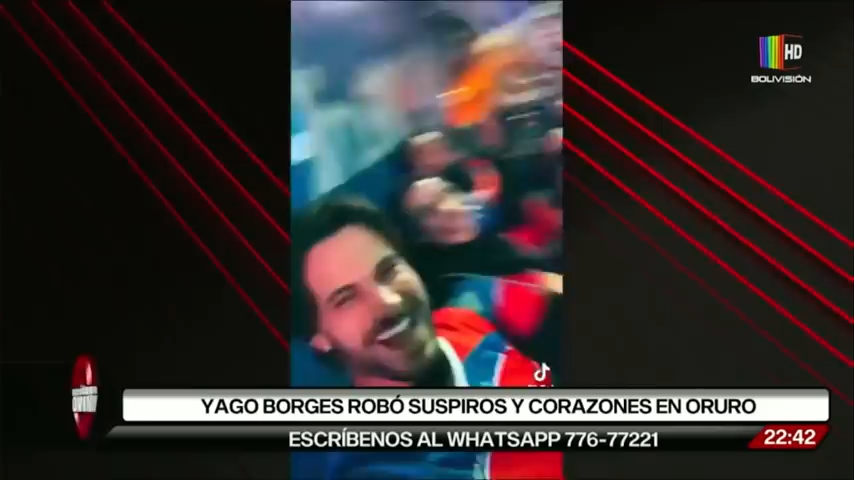 HD
BOLIVISIÓN
YAGO BORGES ROBÓ SUSPIROS Y CORAZONES EN ORURO
ESCRÍBENOS AL WHATSAPP 776-77221
22:42